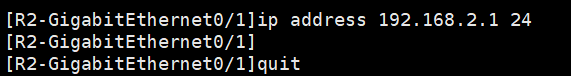 [R2-GigabitEthernet0/1]ip address 192.168.2.1 24
[R2-GigabitEthernet0/1]
[R2-GigabitEthernet0/1]quit